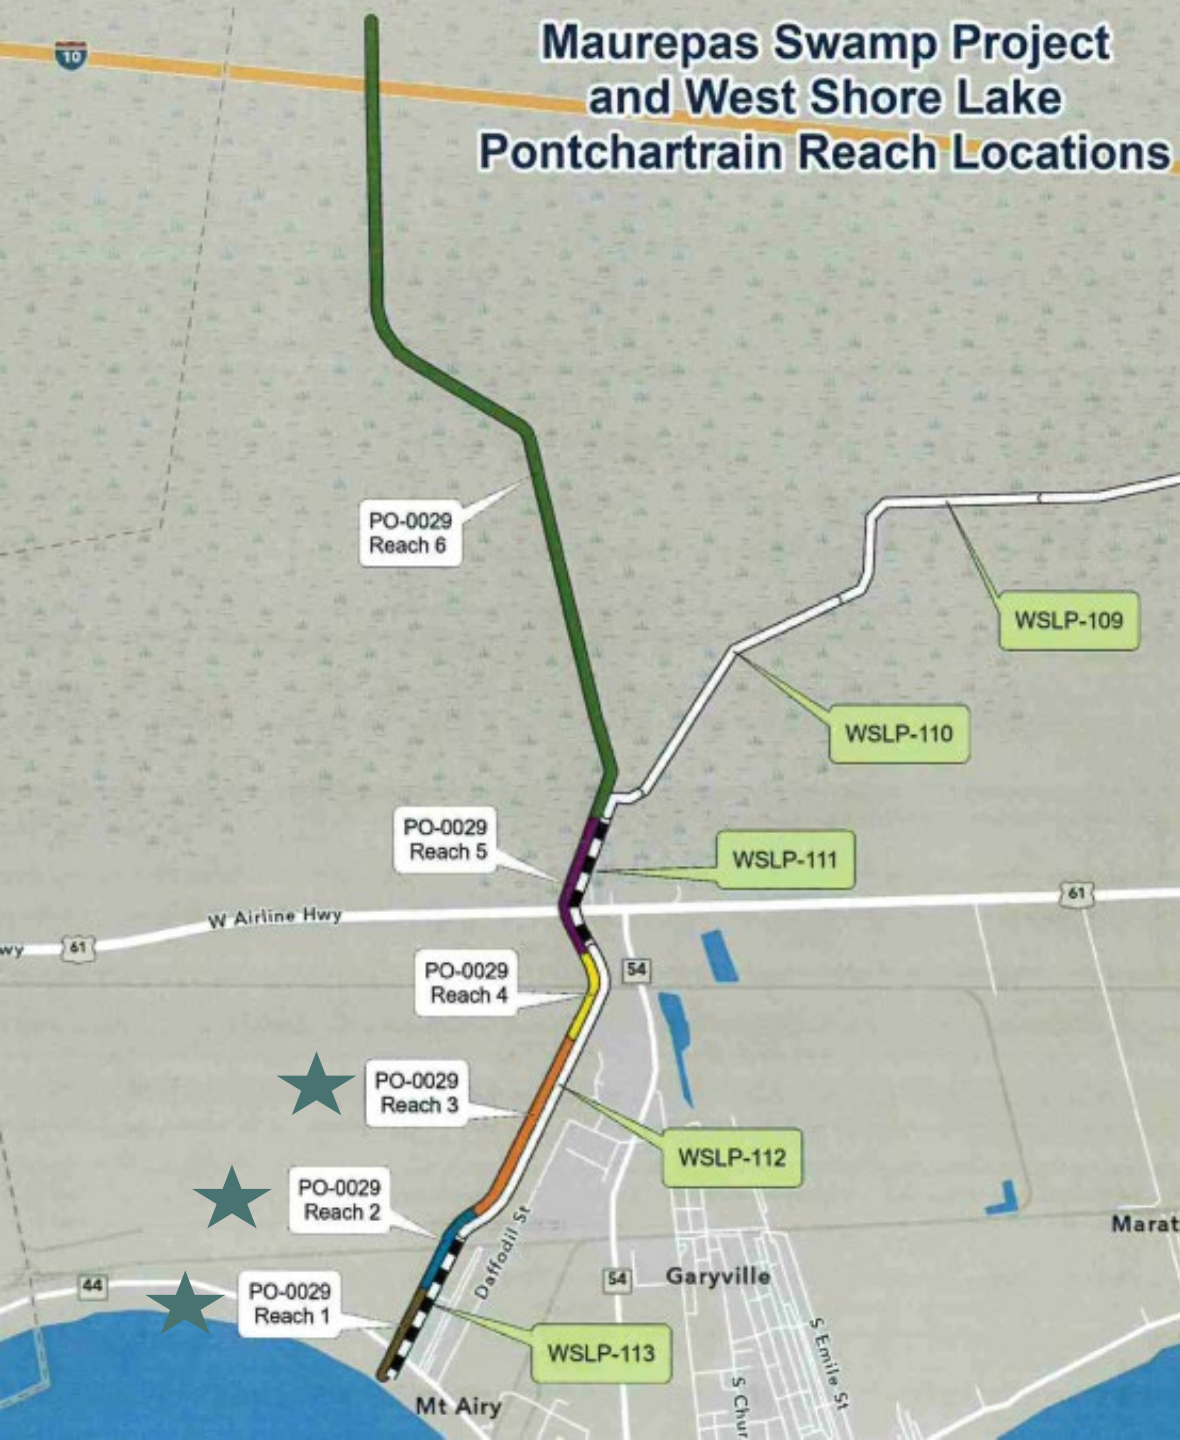 Maurepas Swamp Project
and West Shore Lake
Pontchartrain Reach Locations
10
PO-0029
Reach 6
WSLP-109
WSLP-110
PO-0029
Reach 5
WSLP-111
W Airline Hwy
61
wy
61
PO-0029
Reach 4
54
PO-0029
Reach 3
WSLP-112
PO-0029
Reach 2
Daffodil St
Marat
44
PO-0029
Reach 1
54
Garyville
WSLP-113
S Emile St
S Chur
Mt Airy